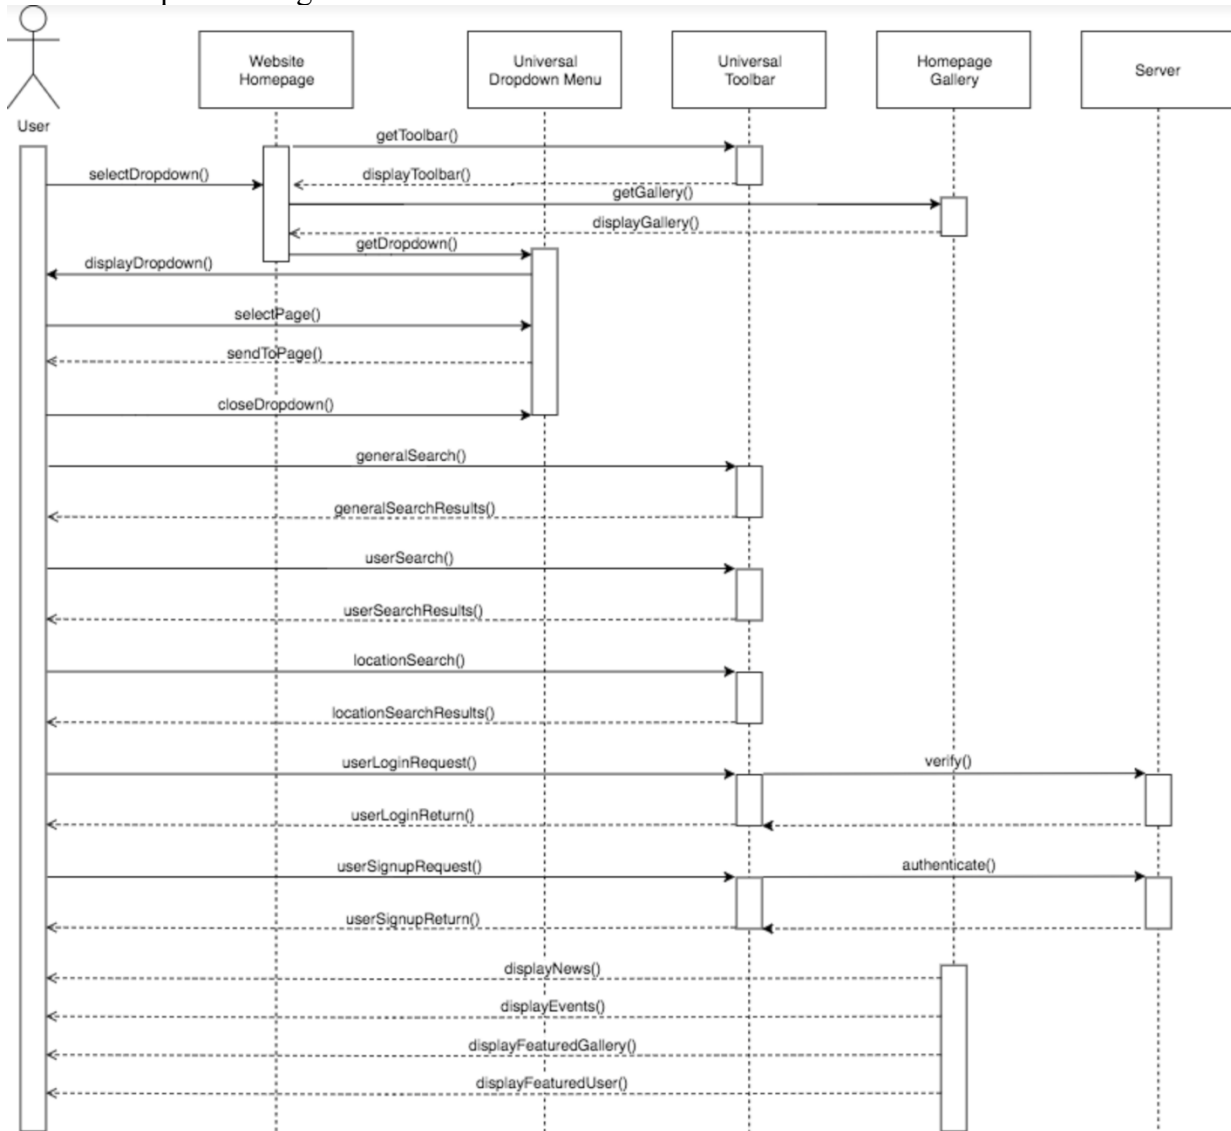 Website
Homepage
Universal
Dropdown Menu
Universal
Toolbar
Homepage
Gallery
Server
User
getToolbar()
selectDropdown()
displayToolbar()
getGallery()
displayGallery()
getDropdown()
displayDropdown()
selectPage()
sendToPage()
closeDropdown()
generalSearch()
generalSearchResults()
userSearch()
userSearchResults()
locationSearch()
locationSearchResults()
userLoginRequest()
verify()
userLoginReturn()
userSignupRequest()
authenticate()
userSignupReturn()
displayNews()
displayEvents()
displayFeaturedGallery()
displayFeaturedUser()